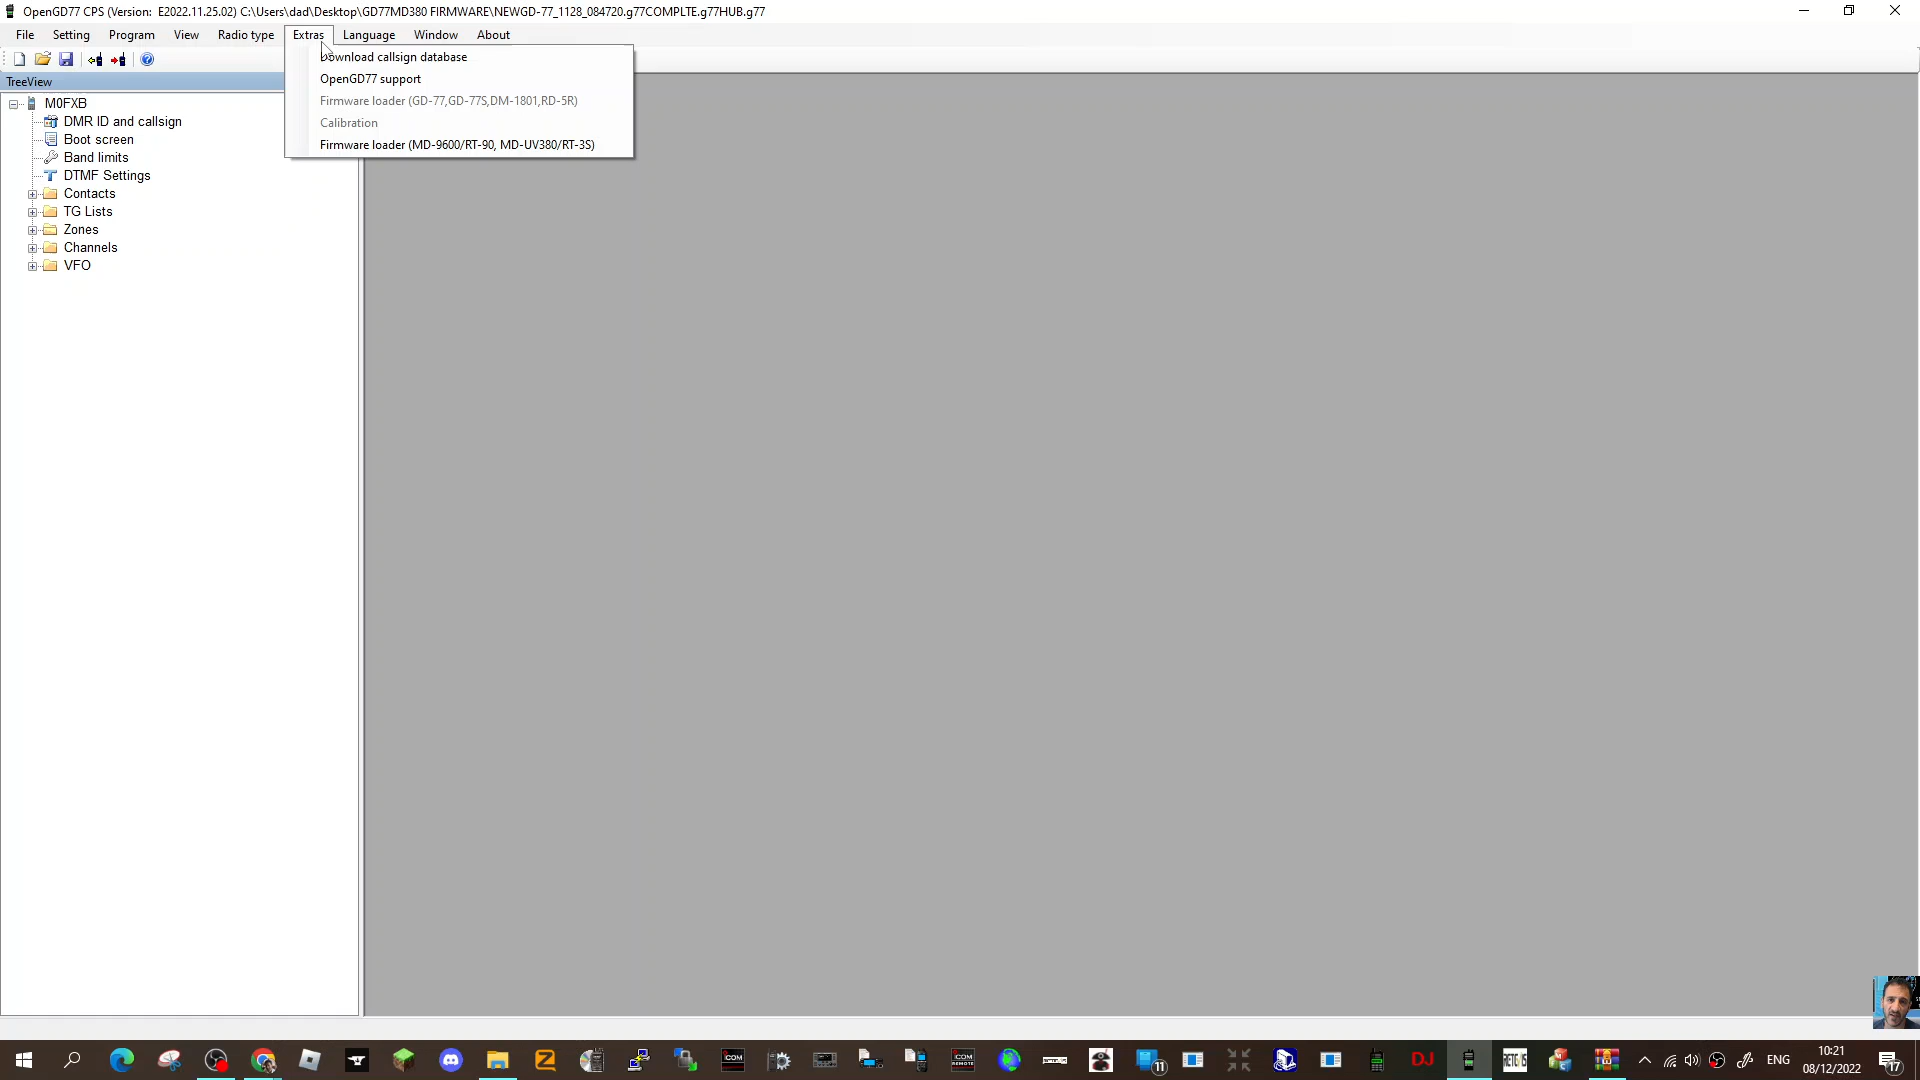 OpenGD77 CPS (Version: E2022.11.25.02) C:\Users\dad\Desktop\GD77MD380 FIRMWARE\NEWGD-77_1128_084720.g77COMPLTE.g77HUB.g77
File Setting Program View Radio type Extras Language Window About
Download callsign database
OpenGD77 support
Firmware loader (GD-77,GD-77S,DM-1801,RD-5R)
Calibration
Firmware loader (MD-9600/RT-90, MD-UV380/RT-3S)
TreeView
M0FXB
DMR ID and callsign
Boot screen
Band limits
DTMF Settings
Contacts
TG Lists
Zones
Channels
VFO
DJ
11
ENG
10:21
08/12/2022
17